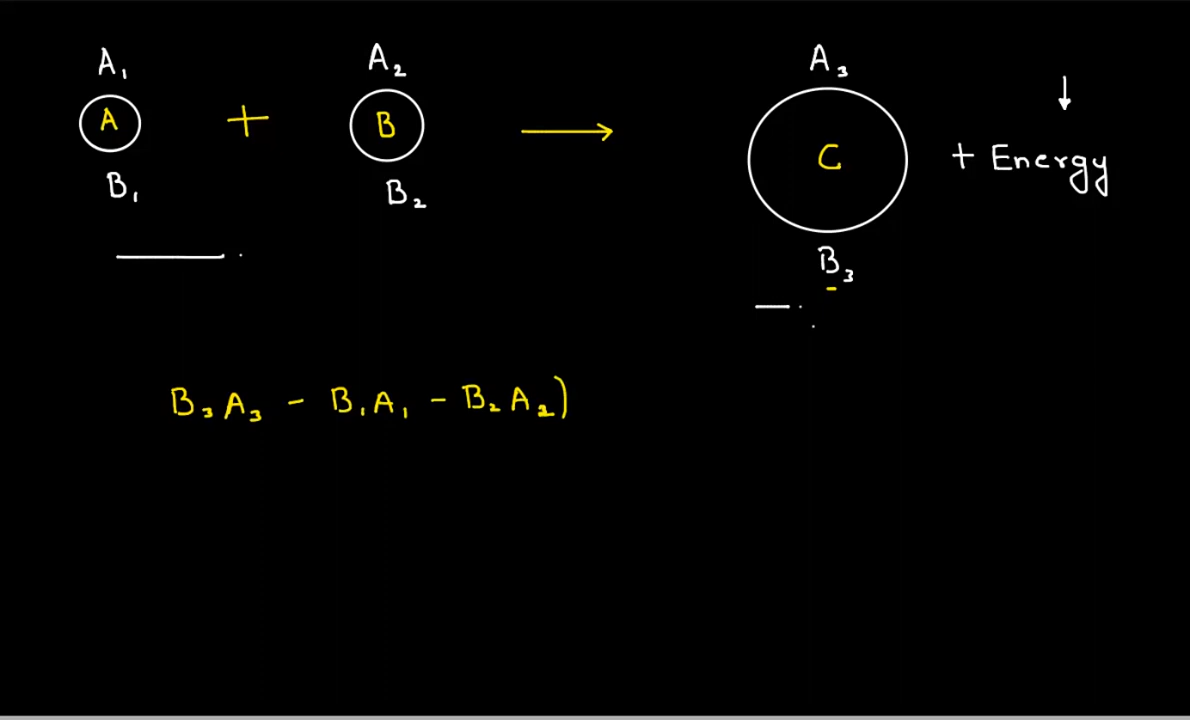 A₁ A₂ A₃
A + B → C + Energy ↓
B₁ B₂ B₃
B₃A₃ - B₁A₁ - B₂A₂)